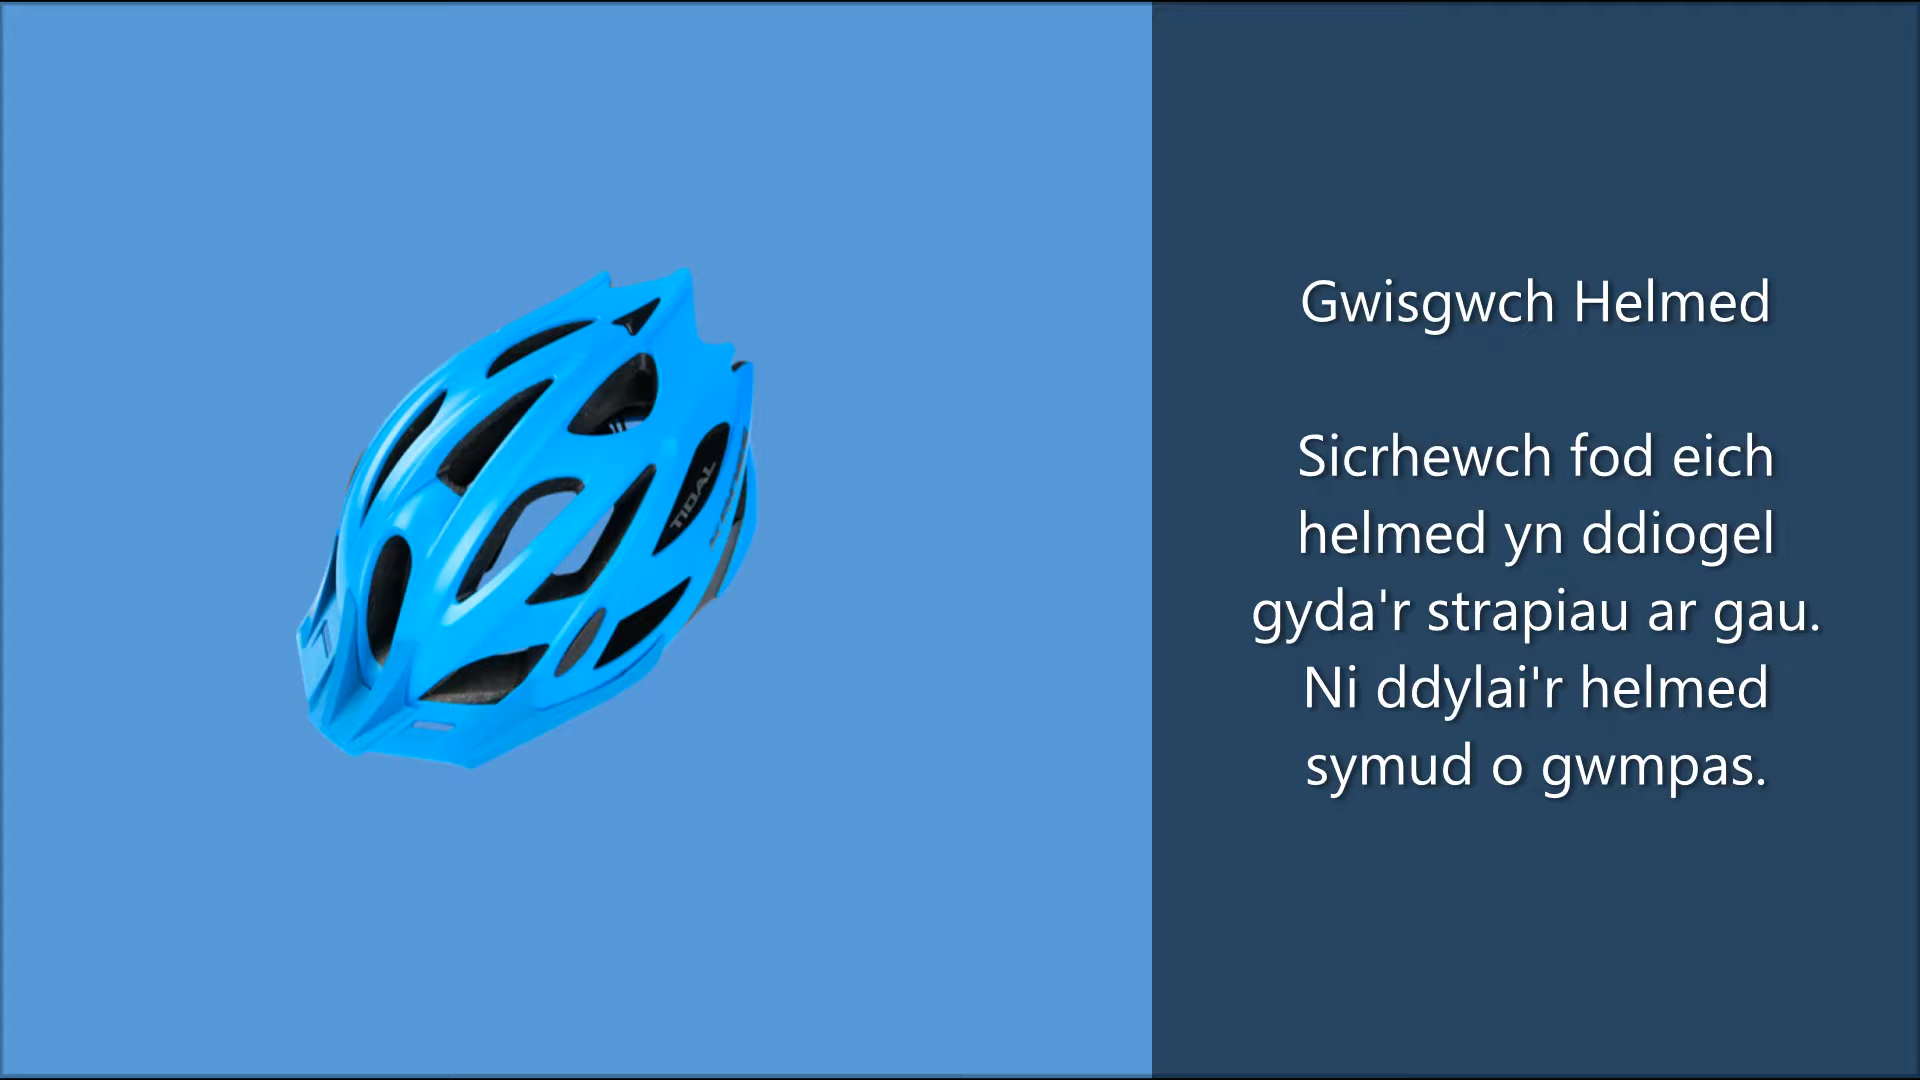 Gwisgwch Helmed
Sicrhewch fod eich
helmed yn ddiogel
gyda'r strapiau ar gau.
Ni ddylai'r helmed
symud o gwmpas.
TIDAL